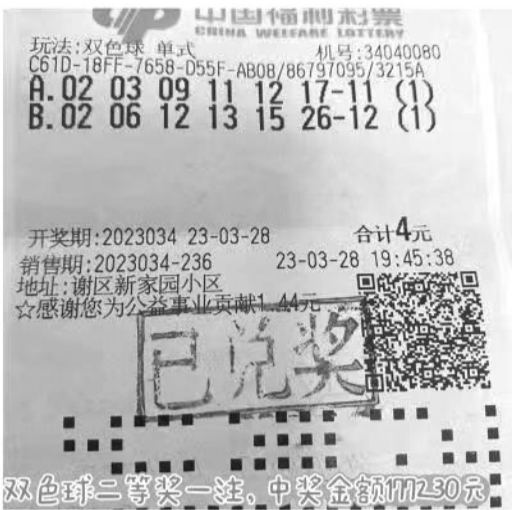 中国福利彩票
CHINA WELFARE LOTTERY
玩法:双色球 单式 机号:34040080
C61D-18FF-7658-D55F-AB08/86797095/3215A
A.02 03 09 11 12 17-11 (1)
B.02 06 12 13 15 26-12 (1)
开奖期:2023034 23-03-28 合计4元
销售期:2023034-236 23-03-28 19:45:38
地址:谢区新家园小区
☆感谢您为公益事业贡献1.44元
已兑奖
双色球二等奖一注,中奖金额177230元